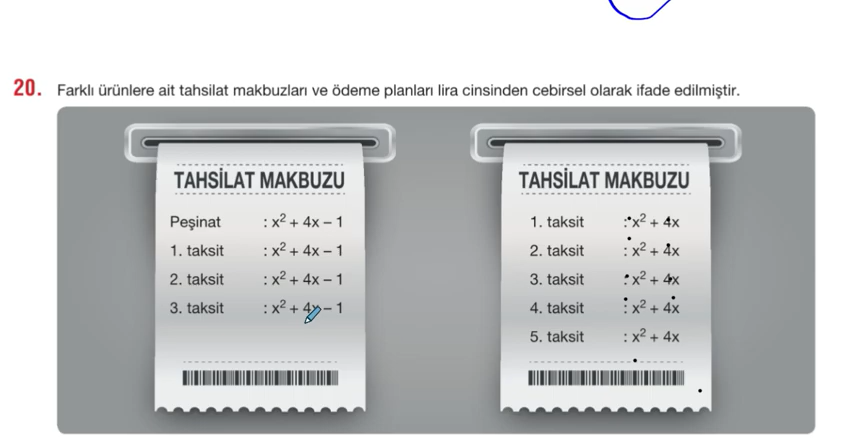 20. Farklı ürünlere ait tahsilat makbuzları ve ödeme planları lira cinsinden cebirsel olarak ifade edilmiştir.
TAHSİLAT MAKBUZU
Peşinat : x² + 4x – 1
1. taksit : x² + 4x – 1
2. taksit : x² + 4x – 1
3. taksit : x² + 4x – 1
TAHSİLAT MAKBUZU
1. taksit : x² + 4x
2. taksit : x² + 4x
3. taksit : x² + 4x
4. taksit : x² + 4x
5. taksit : x² + 4x